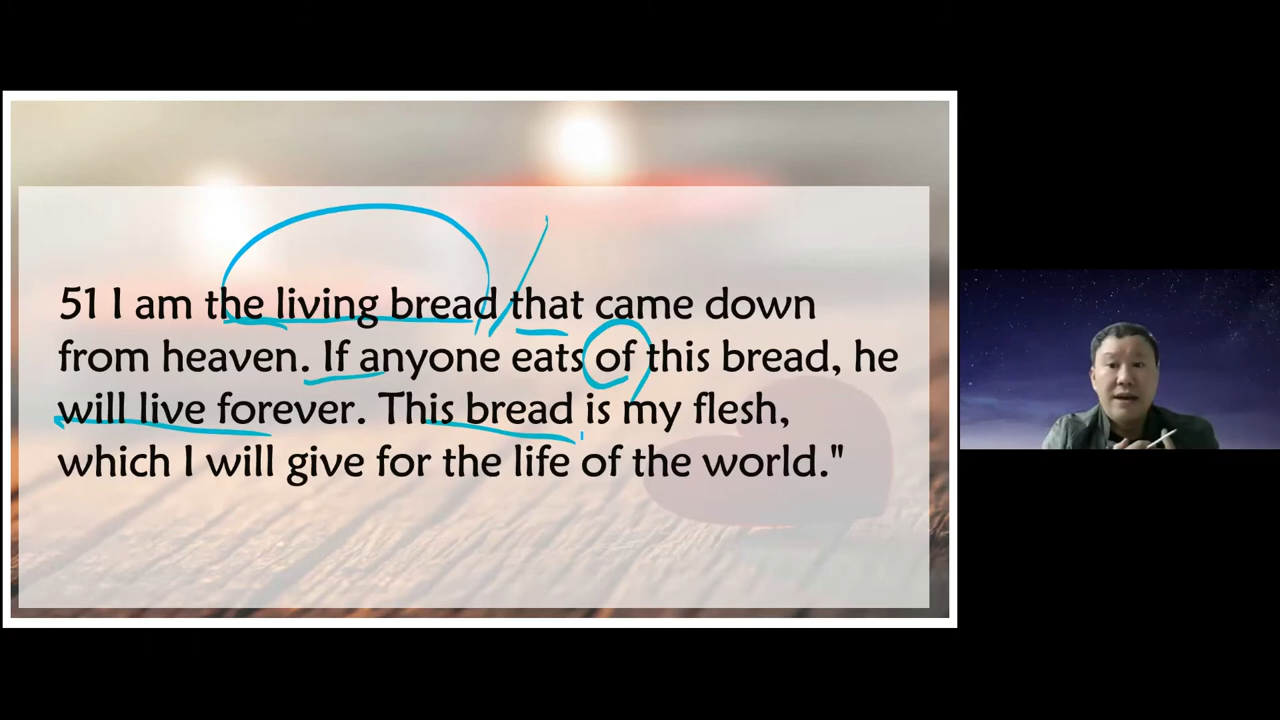 51 I am the living bread that came down
from heaven. If anyone eats of this bread, he
will live forever. This bread is my flesh,
which I will give for the life of the world."